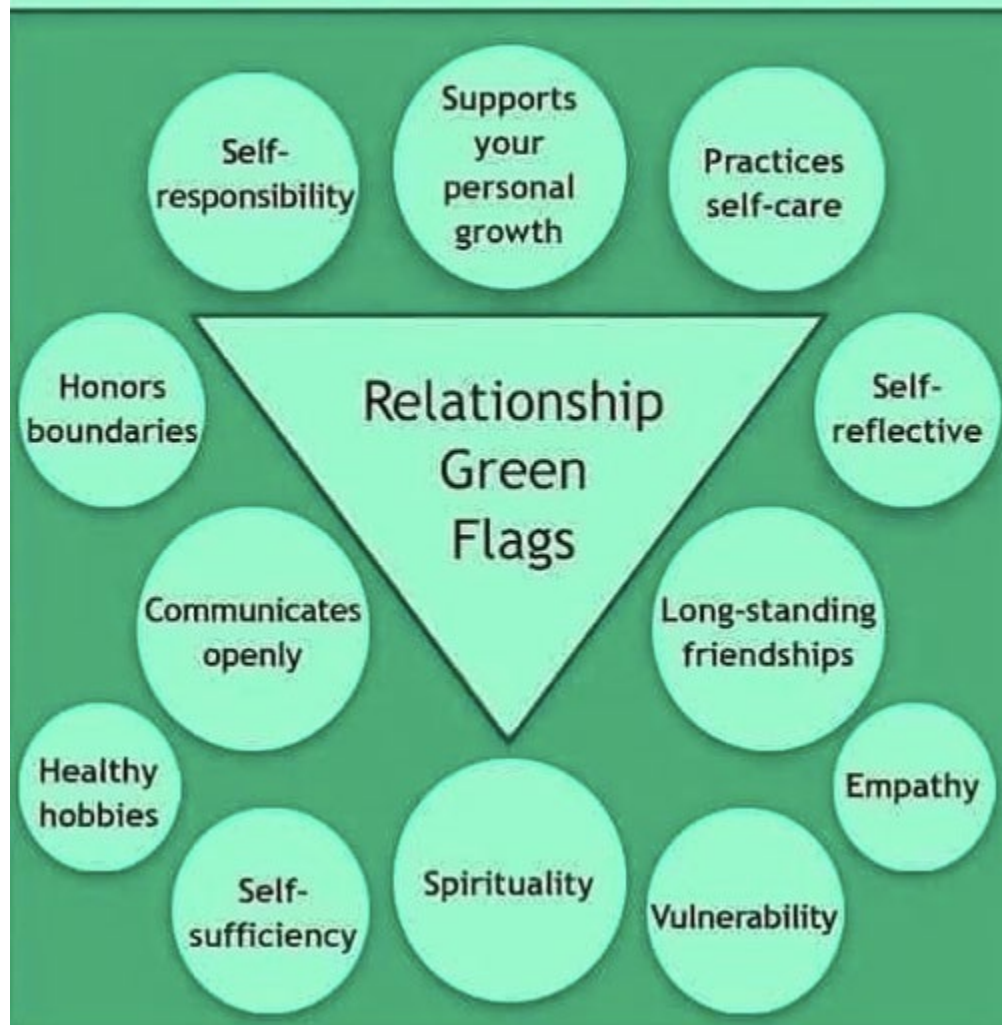 Self-
responsibility
Supports
your
personal
growth
Practices
self-care
Honors
boundaries
Relationship
Green
Flags
Self-
reflective
Communicates
openly
Long-standing
friendships
Healthy
hobbies
Empathy
Self-
sufficiency
Spirituality
Vulnerability